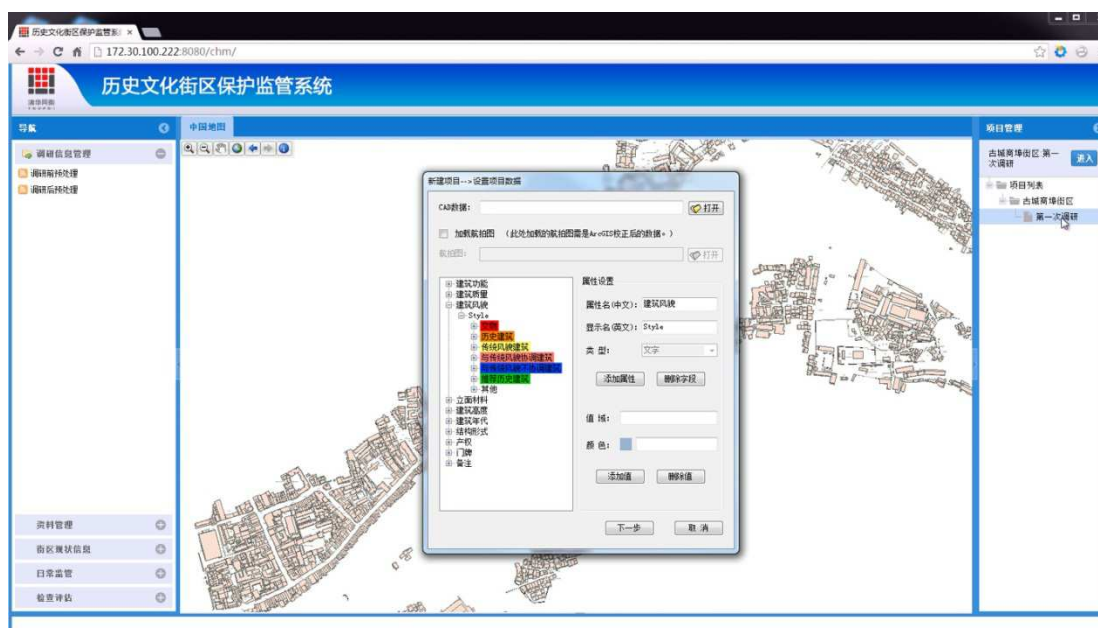 历史文化街区保护监管系
172.30.100.222:8080/chm/
历史文化街区保护监管系统
导航
中国地图
项目管理
调研信息管理
调研前预处理
调研后预处理
古城商埠街区 第一次调研
进入
项目列表
古城商埠街区
第一次调研
新建项目-->设置项目数据
CAD数据:
打开
加载航拍图 (此处加载的航拍图需是ArcGIS校正后的数据。)
航拍图:
打开
建筑功能
建筑质量
建筑风貌
Style
文物
历史建筑
传统风貌建筑
与传统风貌协调建筑
与传统风貌不协调建筑
推荐历史建筑
其他
立面材料
建筑高度
建筑年代
结构形式
产权
门牌
备注
属性设置
属性名(中文): 建筑风貌
显示名(英文): Style
类 型: 文字
添加属性
删除字段
值 域:
颜 色:
添加值
删除值
下一步
取 消
资料管理
街区现状信息
日常监管
检查评估